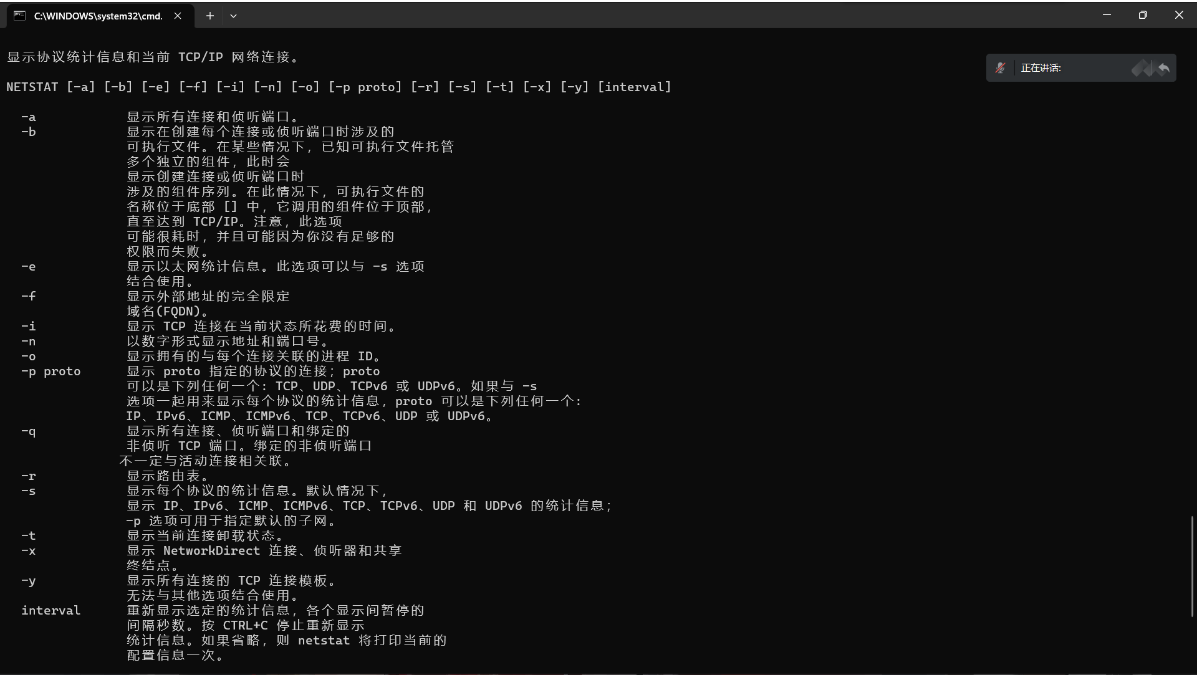 C:\WINDOWS\system32\cmd.
显示协议统计信息和当前 TCP/IP 网络连接。
正在讲话:
NETSTAT [-a] [-b] [-e] [-f] [-i] [-n] [-o] [-p proto] [-r] [-s] [-t] [-x] [-y] [interval]
-a 显示所有连接和侦听端口。
-b 显示在创建每个连接或侦听端口时涉及的
可执行文件。在某些情况下，已知可执行文件托管
多个独立的组件，此时会
显示创建连接或侦听端口时
涉及的组件序列。在此情况下，可执行文件的
名称位于底部 [] 中，它调用的组件位于顶部，
直至达到 TCP/IP。注意，此选项
可能很耗时，并且可能因为你没有足够的
权限而失败。
-e 显示以太网统计信息。此选项可以与 -s 选项
结合使用。
-f 显示外部地址的完全限定
域名(FQDN)。
-i 显示 TCP 连接在当前状态所花费的时间。
-n 以数字形式显示地址和端口号。
-o 显示拥有的与每个连接关联的进程 ID。
-p proto 显示 proto 指定的协议的连接；proto
可以是下列任何一个: TCP、UDP、TCPv6 或 UDPv6。如果与 -s
选项一起用来显示每个协议的统计信息，proto 可以是下列任何一个:
IP、IPv6、ICMP、ICMPv6、TCP、TCPv6、UDP 或 UDPv6。
-q 显示所有连接、侦听端口和绑定的
非侦听 TCP 端口。绑定的非侦听端口
不一定与活动连接相关联。
-r 显示路由表。
-s 显示每个协议的统计信息。默认情况下，
显示 IP、IPv6、ICMP、ICMPv6、TCP、TCPv6、UDP 和 UDPv6 的统计信息；
-p 选项可用于指定默认的子网。
-t 显示当前连接卸载状态。
-x 显示 NetworkDirect 连接、侦听器和共享
终结点。
-y 显示所有连接的 TCP 连接模板。
无法与其他选项结合使用。
interval 重新显示选定的统计信息，各个显示间暂停的
间隔秒数。按 CTRL+C 停止重新显示
统计信息。如果省略，则 netstat 将打印当前的
配置信息一次。